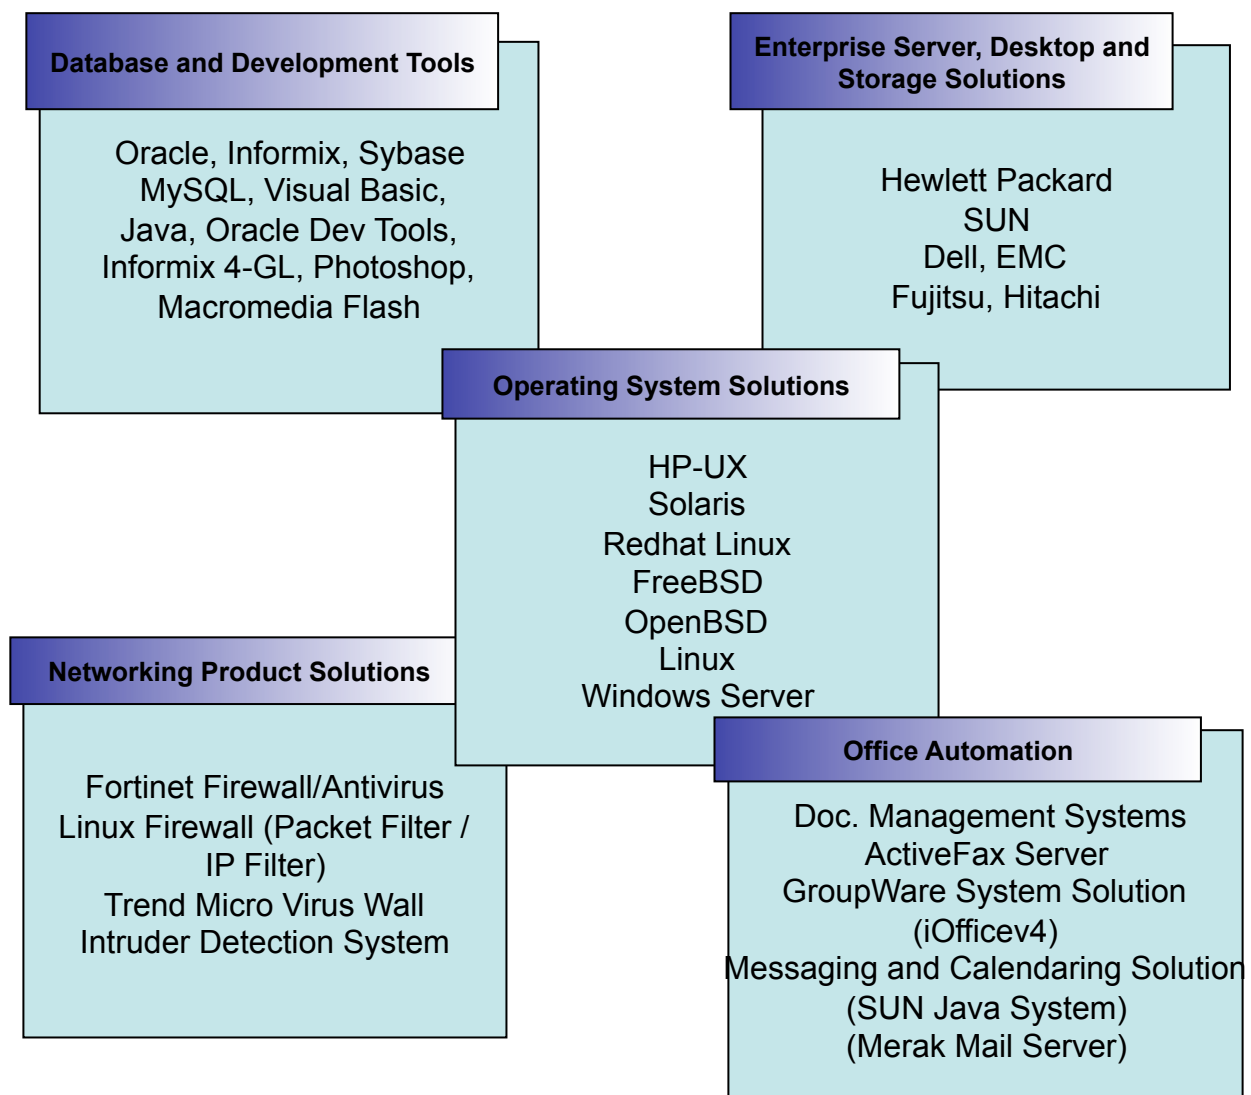 Database and Development Tools
Oracle, Informix, Sybase
MySQL, Visual Basic,
Java, Oracle Dev Tools,
Informix 4-GL, Photoshop,
Macromedia Flash
Enterprise Server, Desktop and
Storage Solutions
Hewlett Packard
SUN
Dell, EMC
Fujitsu, Hitachi
Operating System Solutions
HP-UX
Solaris
Redhat Linux
FreeBSD
OpenBSD
Linux
Windows Server
Networking Product Solutions
Fortinet Firewall/Antivirus
Linux Firewall (Packet Filter /
IP Filter)
Trend Micro Virus Wall
Intruder Detection System
Office Automation
Doc. Management Systems
ActiveFax Server
GroupWare System Solution
(iOfficev4)
Messaging and Calendaring Solution
(SUN Java System)
(Merak Mail Server)